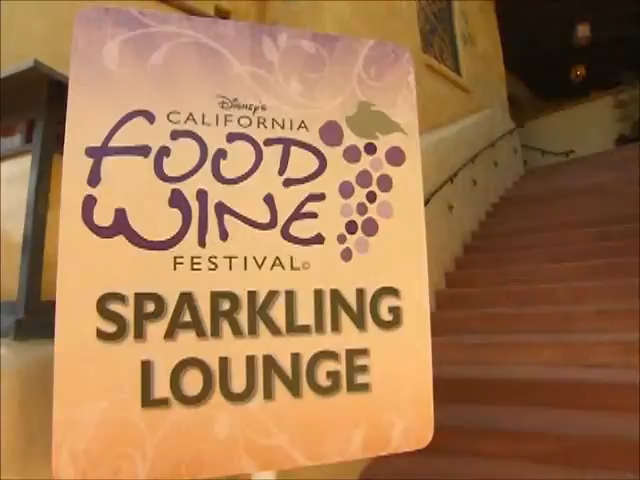 Disney's
CALIFORNIA
FOOD
WINE
FESTIVAL©
SPARKLING
LOUNGE